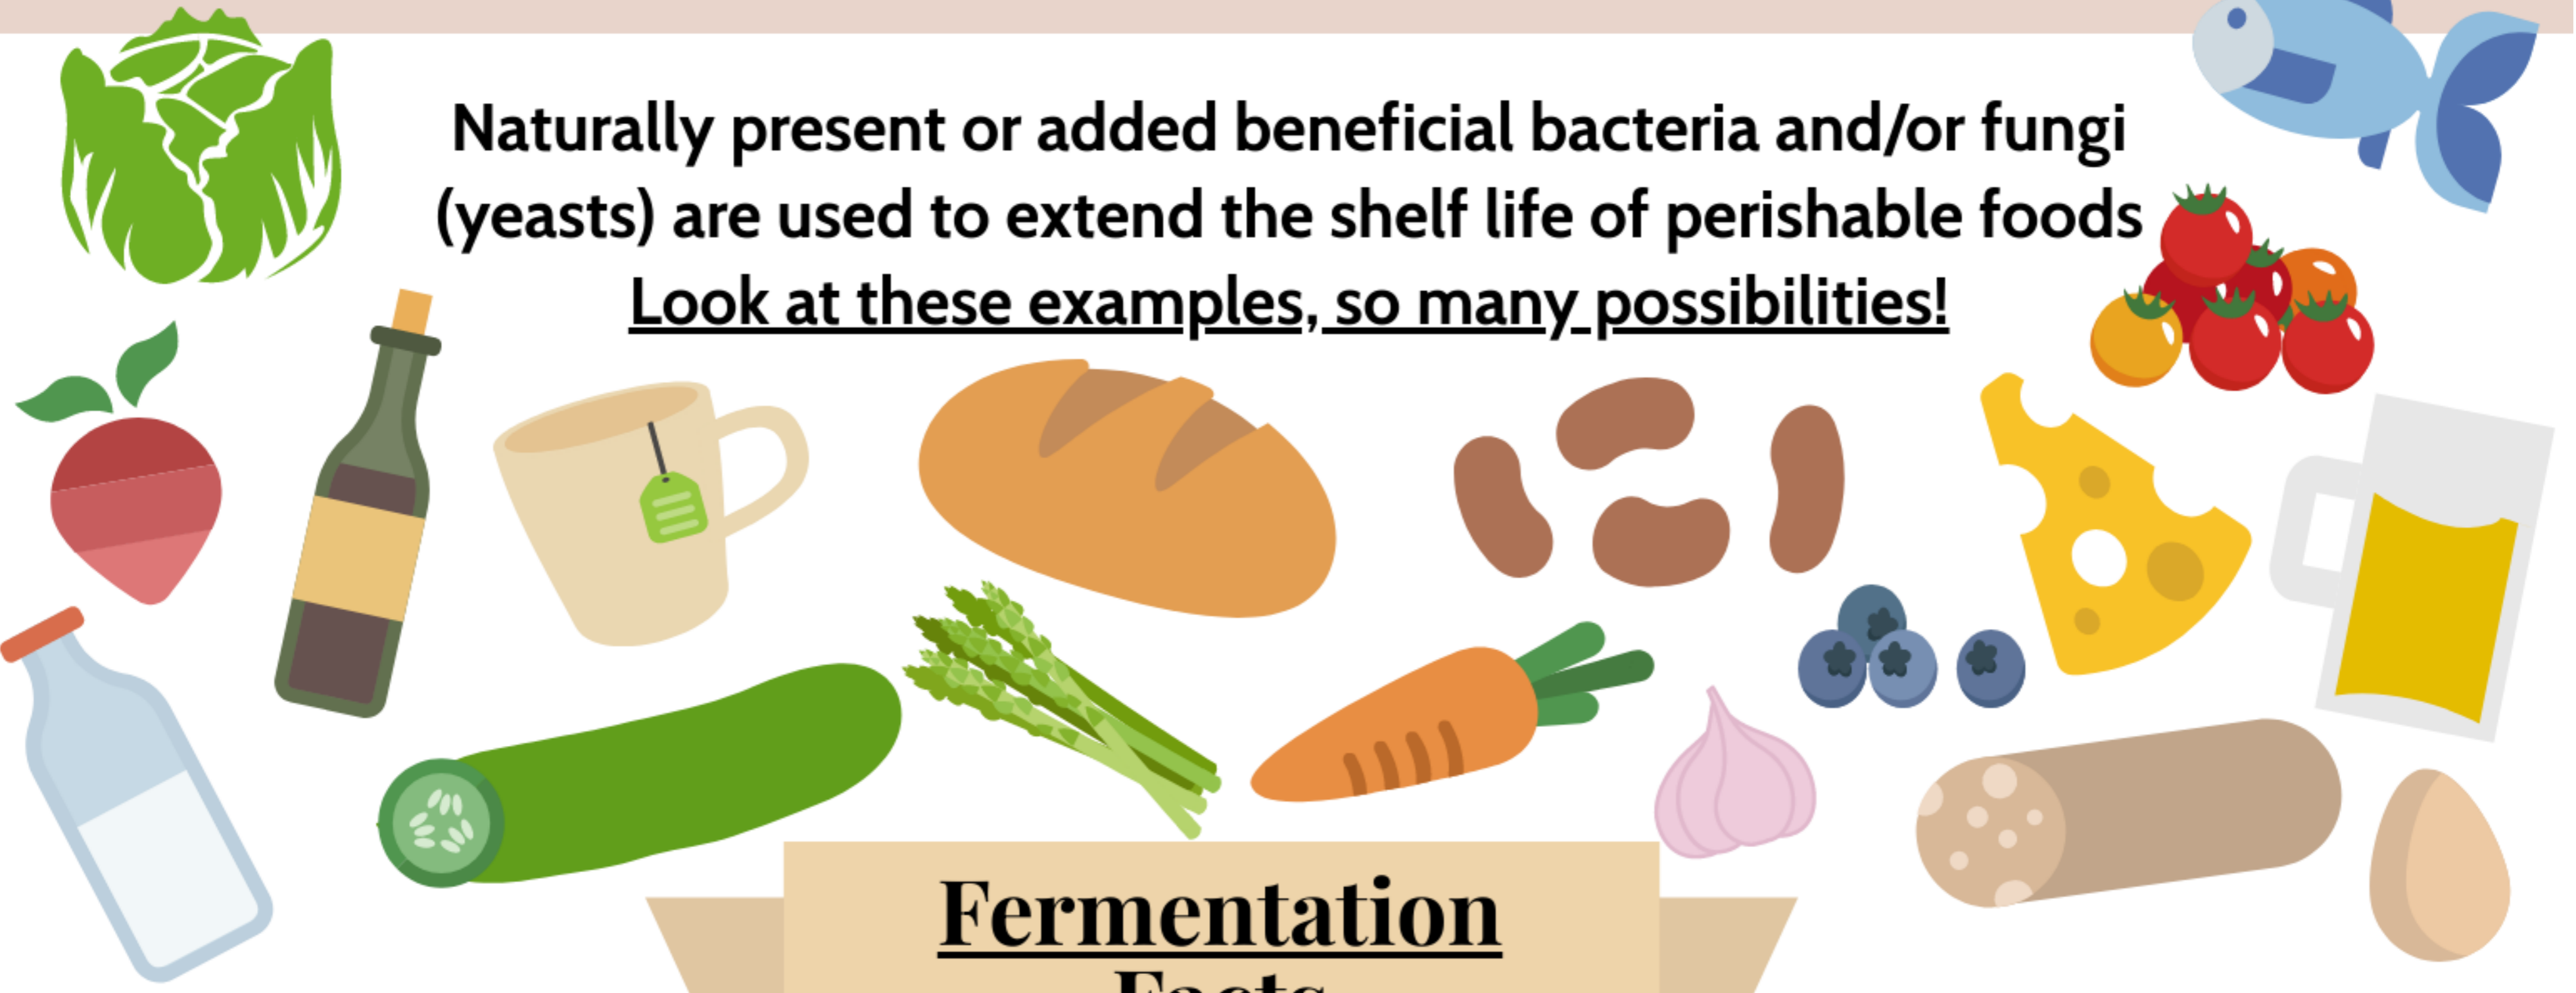 Naturally present or added beneficial bacteria and/or fungi
(yeasts) are used to extend the shelf life of perishable foods
Look at these examples, so many possibilities!
Fermentation
Facts